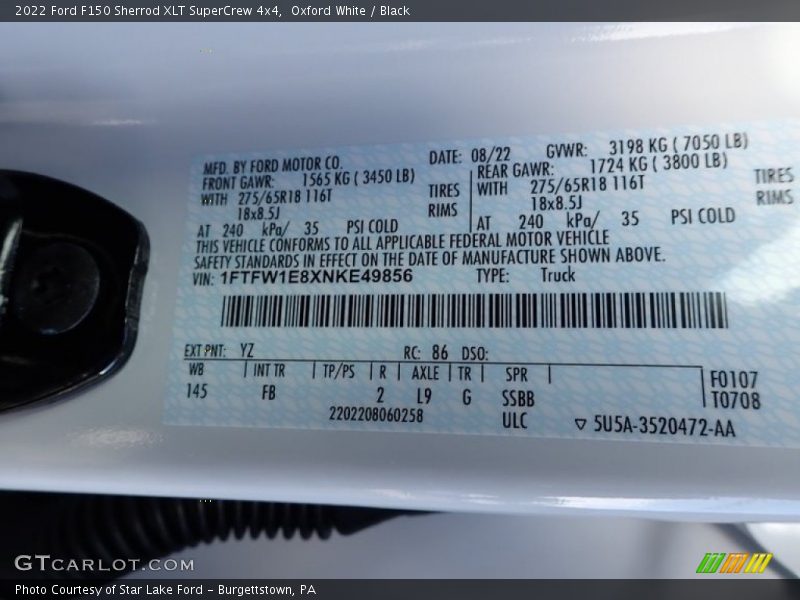 2022 Ford F150 Sherrod XLT SuperCrew 4x4, Oxford White / Black
MFD. BY FORD MOTOR CO. DATE: 08/22 GVWR: 3198 KG ( 7050 LB)
FRONT GAWR: 1565 KG ( 3450 LB) REAR GAWR: 1724 KG ( 3800 LB)
WITH 275/65R18 116T TIRES WITH 275/65R18 116T TIRES
18x8.5J RIMS 18x8.5J RIMS
AT 240 kPa/ 35 PSI COLD AT 240 kPa/ 35 PSI COLD
THIS VEHICLE CONFORMS TO ALL APPLICABLE FEDERAL MOTOR VEHICLE
SAFETY STANDARDS IN EFFECT ON THE DATE OF MANUFACTURE SHOWN ABOVE.
VIN: 1FTFW1E8XNKE49856 TYPE: Truck
EXT PNT: YZ RC: 86 DSO:
WB INT TR TP/PS R AXLE TR SPR
145 FB 2 L9 G SSBB
F0107
T0708
2202208060258 ULC ▽ 5U5A-3520472-AA
GTCARLOT.COM
Photo Courtesy of Star Lake Ford - Burgettstown, PA